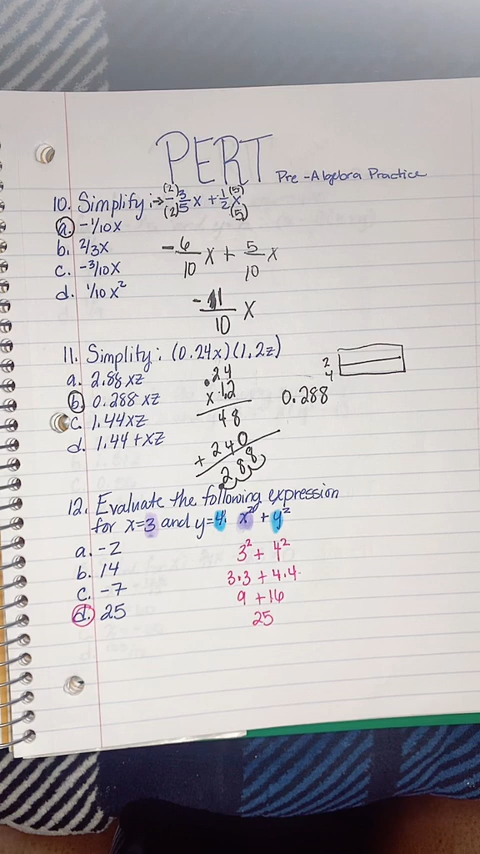 PERT Pre-Algebra Practice
10. Simplify: → (2) -3/5 (2) x + 1/2 (5) (5) x
a. -1/10x
b. 2/3x
c. -3/10x
d. 1/10x²
-6/10 x + 5/10 x
-1/10 x
11. Simplify: (0.24x)(1.2z)
a. 2.88xz
b. 0.288xz
c. 1.44xz
d. 1.44+xz
.24
x 1.2
48
+ 240
.288
0.288
2
4
12. Evaluate the following expression
for x=3 and y=4. x² + y²
a. -2
b. 14
c. -7
d. 25
3² + 4²
3·3 + 4·4
9 + 16
25